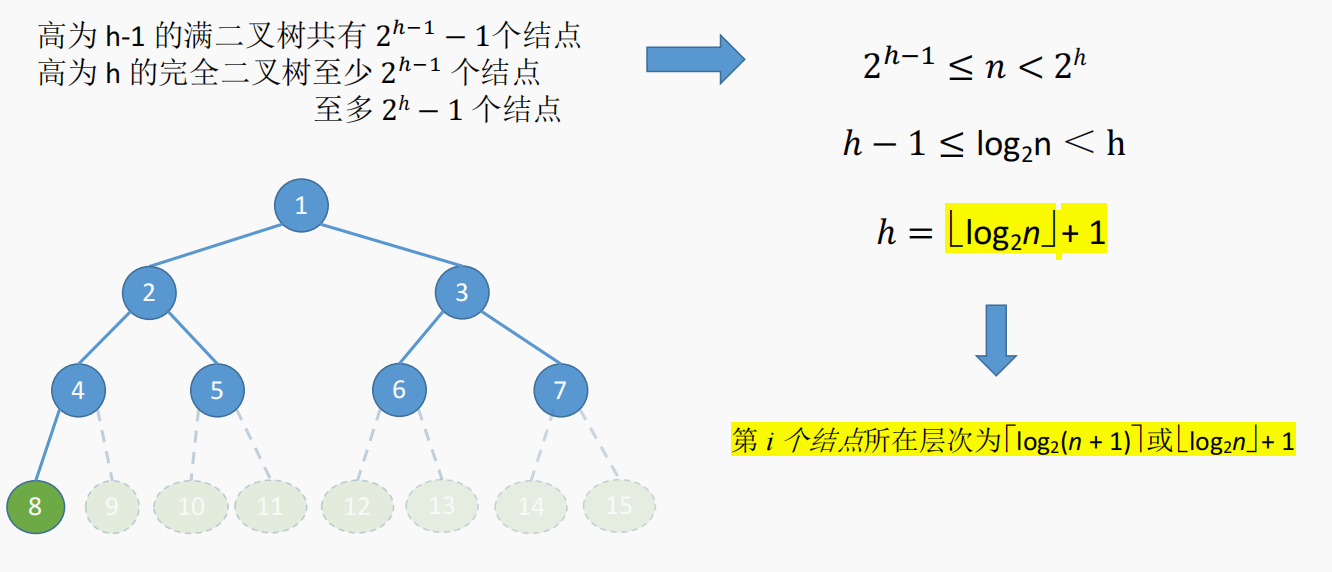 高为 h-1 的满二叉树共有 2^{h−1} − 1个结点
高为 h 的完全二叉树至少 2^{h−1} 个结点
至多 2^h − 1 个结点
2^{h−1} ≤ n < 2^h
h − 1 ≤ log₂n < h
h = ⌊log₂n⌋ + 1
第 i 个结点所在层次为⌈log₂(n + 1)⌉或⌊log₂n⌋ + 1
1
2
3
4
5
6
7
8
9
10
11
12
13
14
15